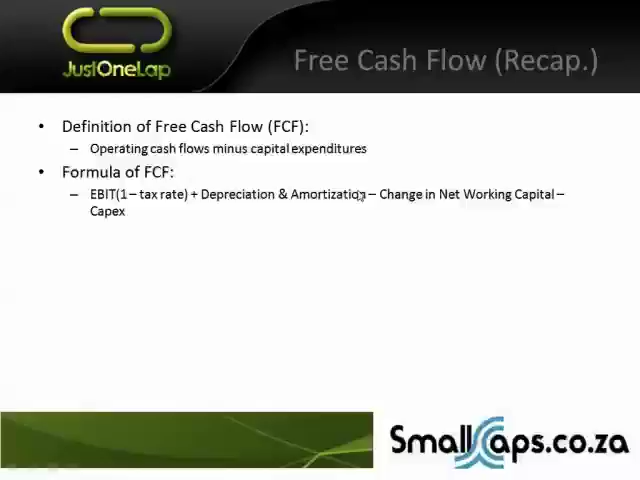 JustOneLap
Free Cash Flow (Recap.)
• Definition of Free Cash Flow (FCF):
– Operating cash flows minus capital expenditures
• Formula of FCF:
– EBIT(1 – tax rate) + Depreciation & Amortization – Change in Net Working Capital –
Capex
SmallCaps.co.za